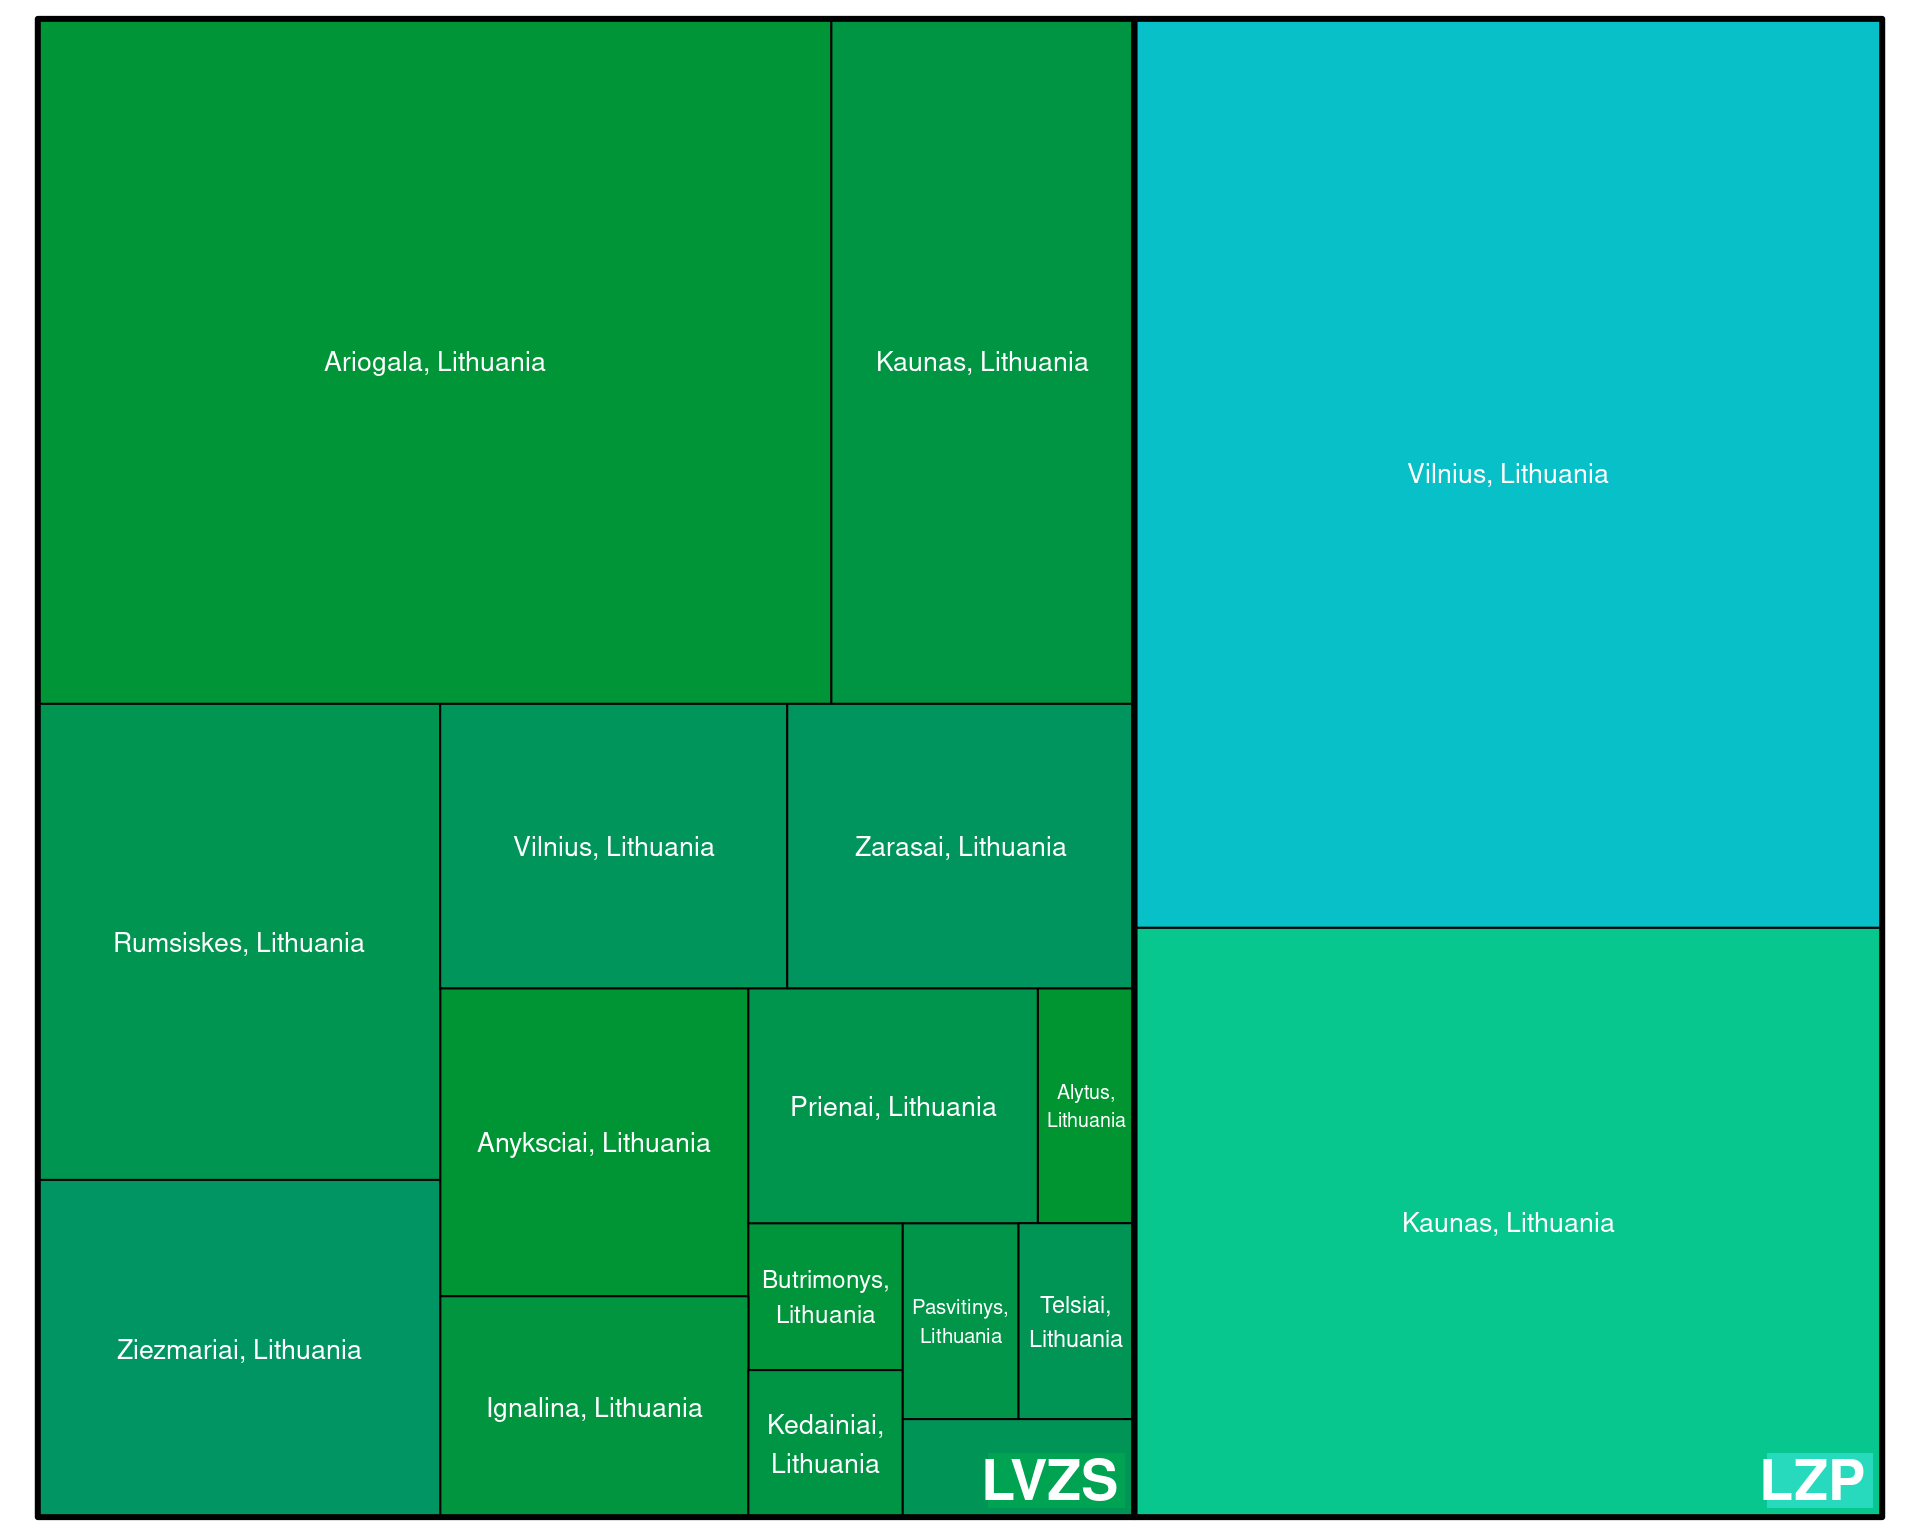 Ariogala, Lithuania
Kaunas, Lithuania
Vilnius, Lithuania
Rumsiskes, Lithuania
Vilnius, Lithuania
Zarasai, Lithuania
Anyksciai, Lithuania
Prienai, Lithuania
Alytus,
Lithuania
Kaunas, Lithuania
Ziezmariai, Lithuania
Ignalina, Lithuania
Butrimonys,
Lithuania
Pasvitinys,
Lithuania
Telsiai,
Lithuania
Kedainiai,
Lithuania
LVZS
LZP